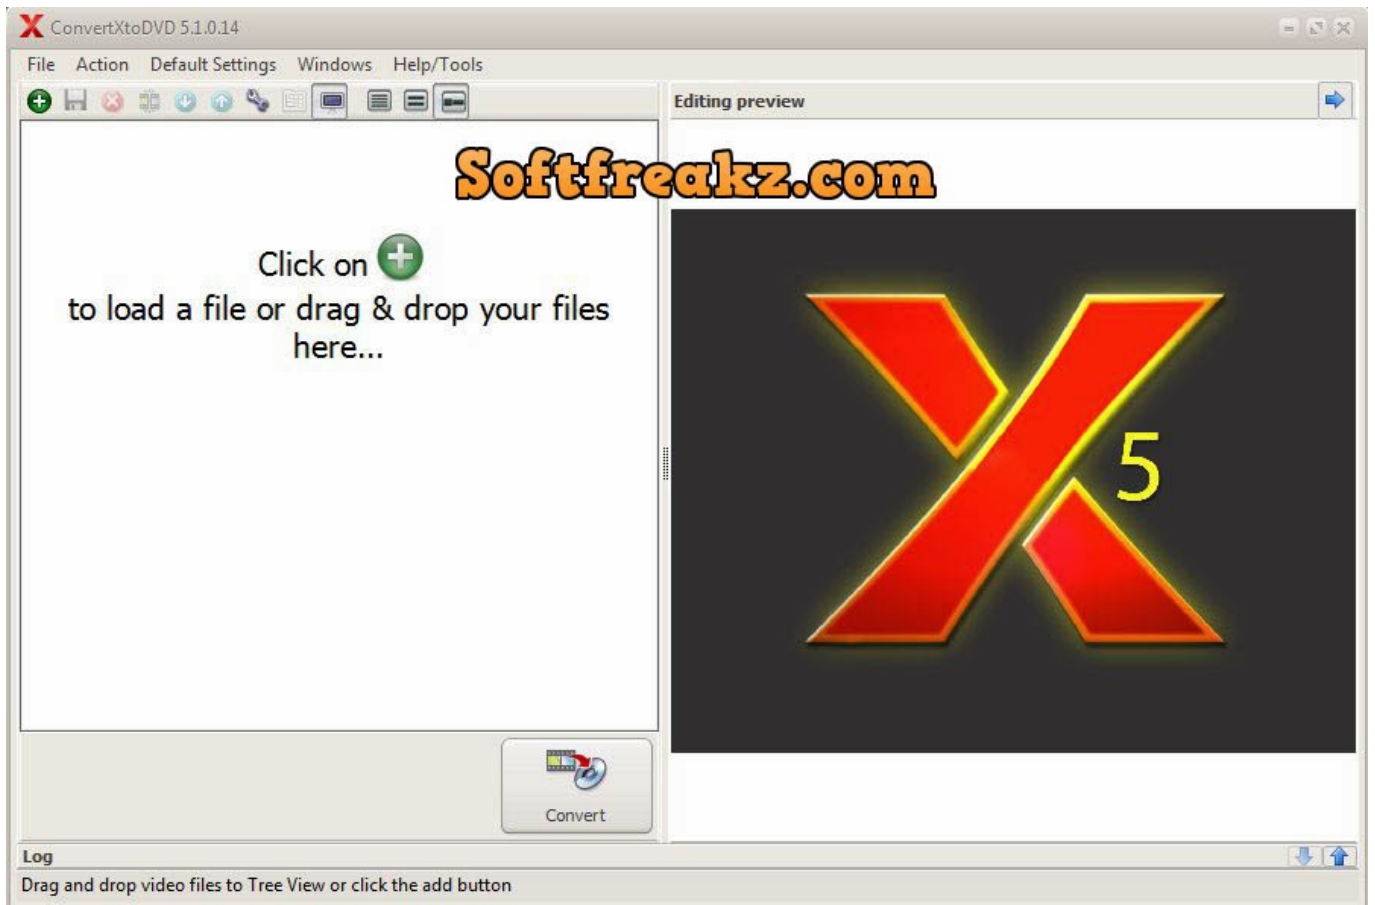 ConvertXtoDVD 5.1.0.14
File Action Default Settings Windows Help/Tools
Editing preview
Softfreakz.com
Click on
to load a file or drag & drop your files
here...
5
Convert
Log
Drag and drop video files to Tree View or click the add button